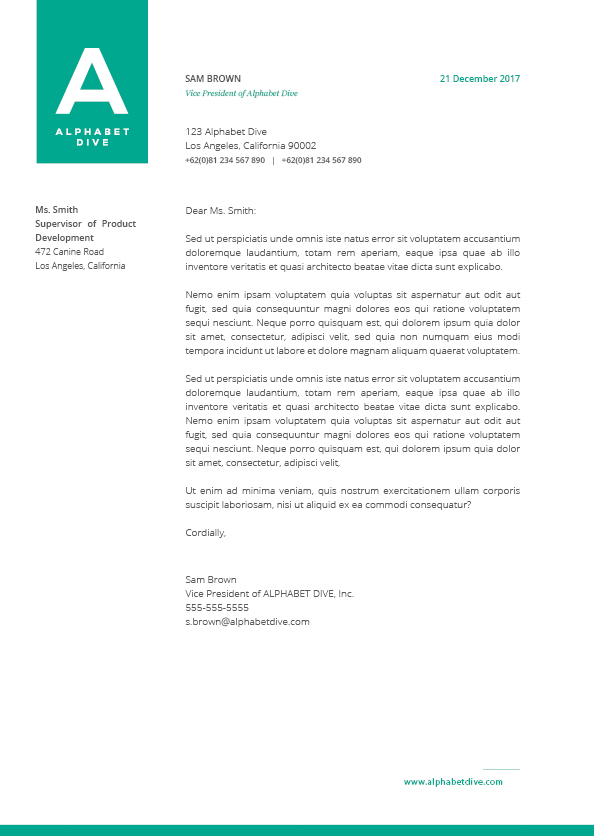 A
ALPHABET
DIVE
SAM BROWN
21 December 2017
Vice President of Alphabet Dive
123 Alphabet Dive
Los Angeles, California 90002
+62(0)81 234 567 890 | +62(0)81 234 567 890
Ms. Smith
Supervisor of Product
Development
472 Canine Road
Los Angeles, California
Dear Ms. Smith:
Sed ut perspiciatis unde omnis iste natus error sit voluptatem accusantium
doloremque laudantium, totam rem aperiam, eaque ipsa quae ab illo
inventore veritatis et quasi architecto beatae vitae dicta sunt explicabo.
Nemo enim ipsam voluptatem quia voluptas sit aspernatur aut odit aut
fugit, sed quia consequuntur magni dolores eos qui ratione voluptatem
sequi nesciunt. Neque porro quisquam est, qui dolorem ipsum quia dolor
sit amet, consectetur, adipisci velit, sed quia non numquam eius modi
tempora incidunt ut labore et dolore magnam aliquam quaerat voluptatem.
Sed ut perspiciatis unde omnis iste natus error sit voluptatem accusantium
doloremque laudantium, totam rem aperiam, eaque ipsa quae ab illo
inventore veritatis et quasi architecto beatae vitae dicta sunt explicabo.
Nemo enim ipsam voluptatem quia voluptas sit aspernatur aut odit aut
fugit, sed quia consequuntur magni dolores eos qui ratione voluptatem
sequi nesciunt. Neque porro quisquam est, qui dolorem ipsum quia dolor
sit amet, consectetur, adipisci velit,
Ut enim ad minima veniam, quis nostrum exercitationem ullam corporis
suscipit laboriosam, nisi ut aliquid ex ea commodi consequatur?
Cordially,
Sam Brown
Vice President of ALPHABET DIVE, Inc.
555-555-5555
s.brown@alphabetdive.com
www.alphabetdive.com